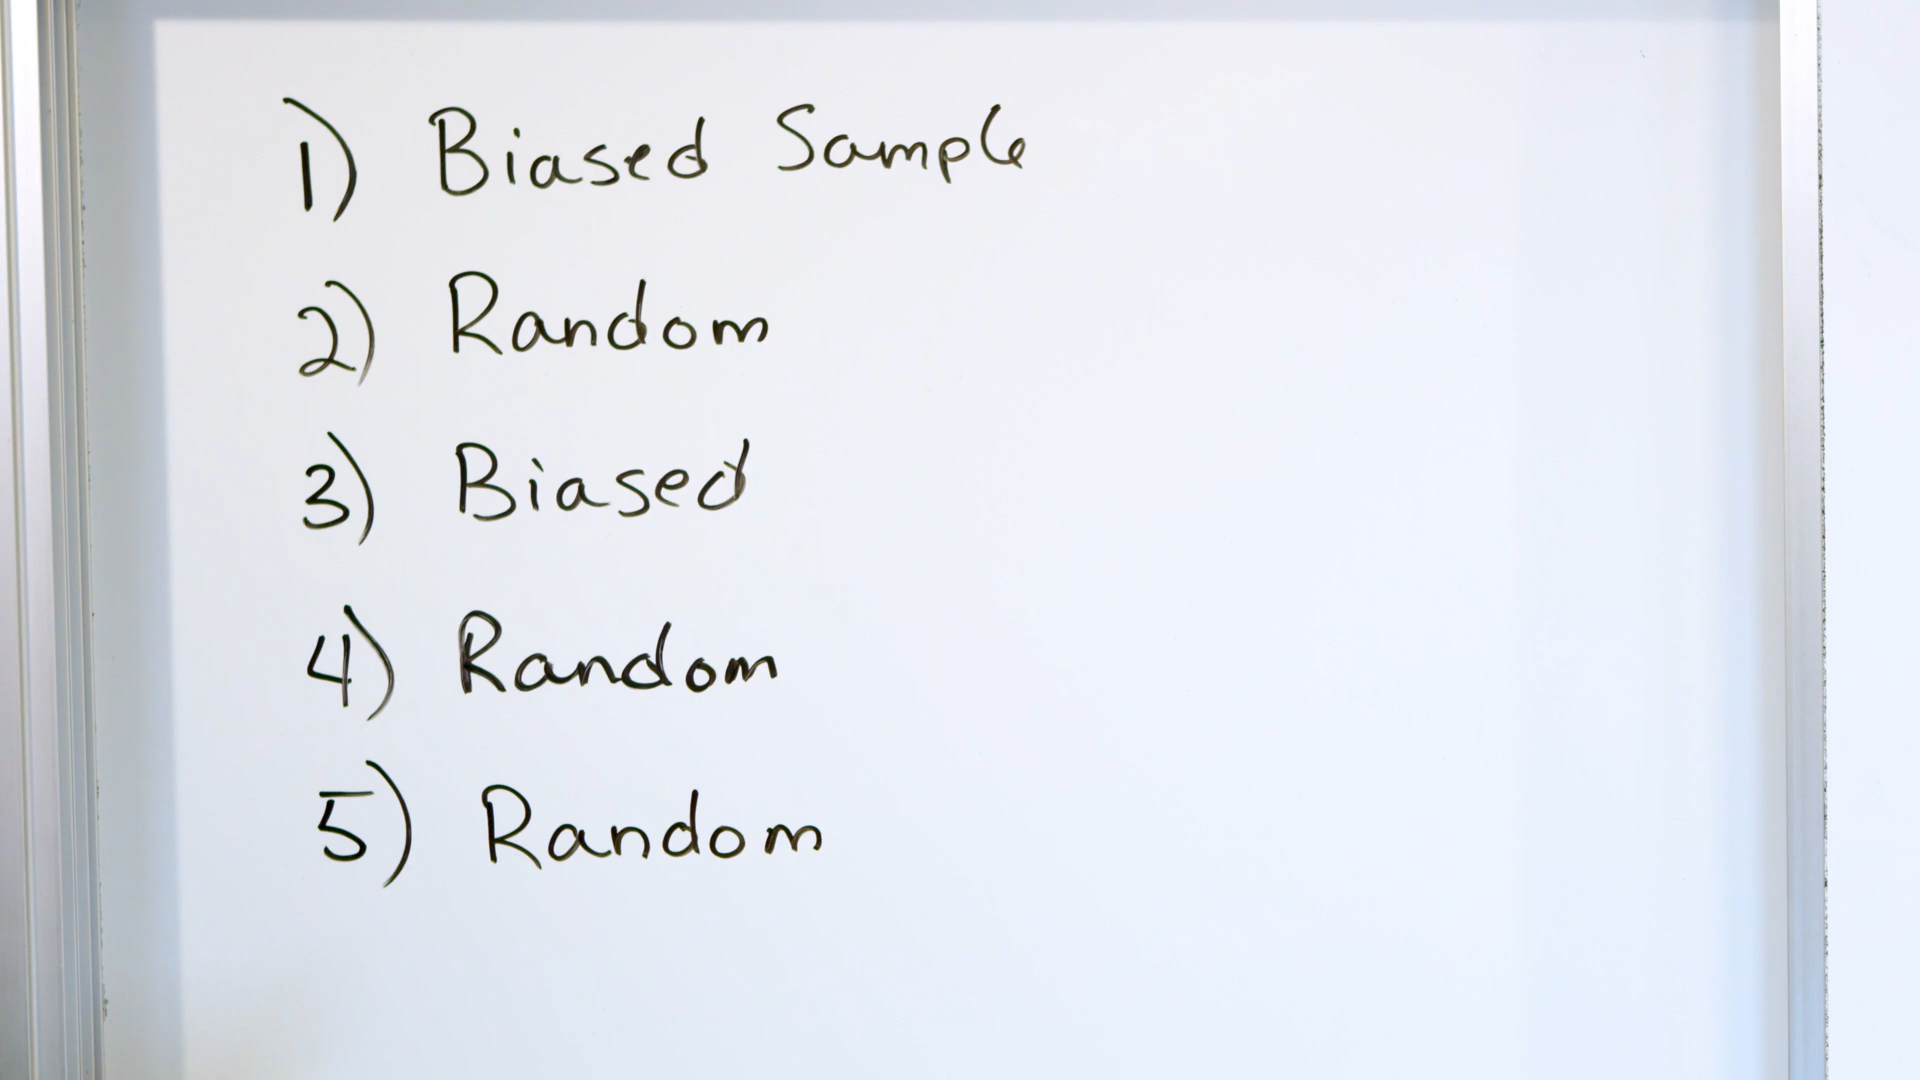 1) Biased Sample
2) Random
3) Biased
4) Random
5) Random